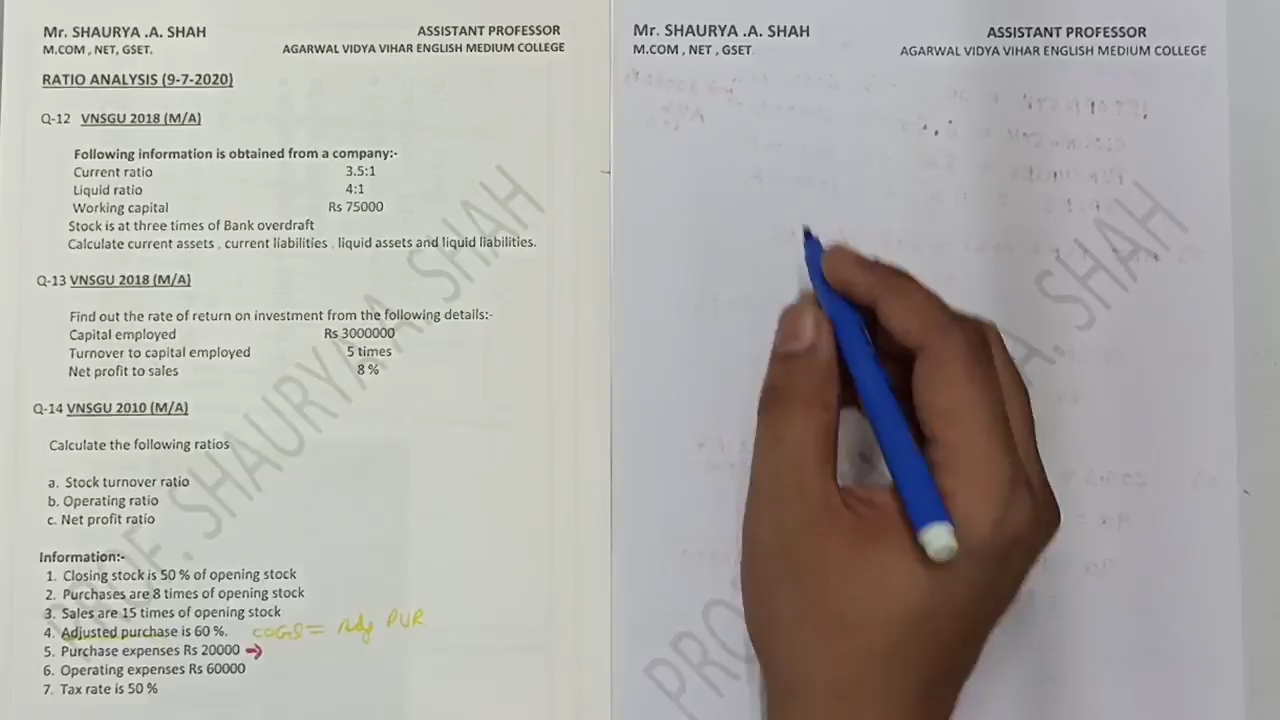 Mr. SHAURYA .A. SHAH ASSISTANT PROFESSOR
M.COM , NET, GSET. AGARWAL VIDYA VIHAR ENGLISH MEDIUM COLLEGE
RATIO ANALYSIS (9-7-2020)
Q-12 VNSGU 2018 (M/A)
Following information is obtained from a company:-
Current ratio 3.5:1
Liquid ratio 4:1
Working capital Rs 75000
Stock is at three times of Bank overdraft
Calculate current assets , current liabilities , liquid assets and liquid liabilities.
Q-13 VNSGU 2018 (M/A)
Find out the rate of return on investment from the following details:-
Capital employed Rs 3000000
Turnover to capital employed 5 times
Net profit to sales 8 %
Q-14 VNSGU 2010 (M/A)
Calculate the following ratios
a. Stock turnover ratio
b. Operating ratio
c. Net profit ratio
Information:-
1. Closing stock is 50 % of opening stock
2. Purchases are 8 times of opening stock
3. Sales are 15 times of opening stock
4. Adjusted purchase is 60 %. COGS = Adj PUR
5. Purchase expenses Rs 20000 →
6. Operating expenses Rs 60000
7. Tax rate is 50 %
PROF. SHAURYA A. SHAH
Mr. SHAURYA .A. SHAH ASSISTANT PROFESSOR
M.COM , NET , GSET. AGARWAL VIDYA VIHAR ENGLISH MEDIUM COLLEGE
PRO A. SHAH